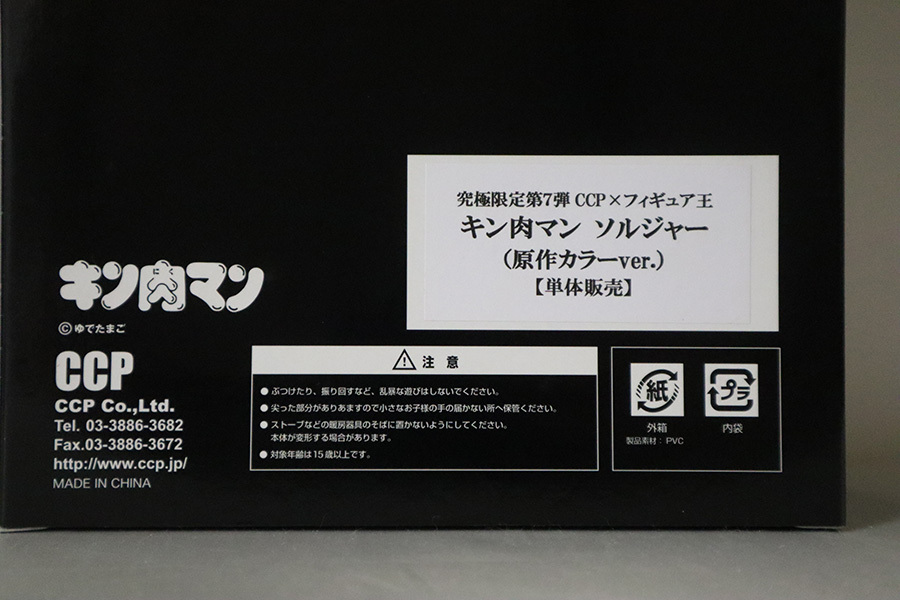 究極限定第7弾 CCP×フィギュア王
キン肉マン ソルジャー
（原作カラーver.）
【単体販売】
キン肉マン
©ゆでたまご
CCP
CCP Co.,Ltd.
Tel. 03-3886-3682
Fax.03-3886-3672
http://www.ccp.jp/
MADE IN CHINA
注 意
●ぶつけたり、振り回すなど、乱暴な遊びはしないでください。
●尖った部分がありあますので小さなお子様の手の届かない所へ保管ください。
●ストーブなどの暖房器具のそばに置かないようにしてください。
本体が変形する場合があります。
●対象年齢は15歳以上です。
紙
外箱
製品素材：PVC
プラ
内袋